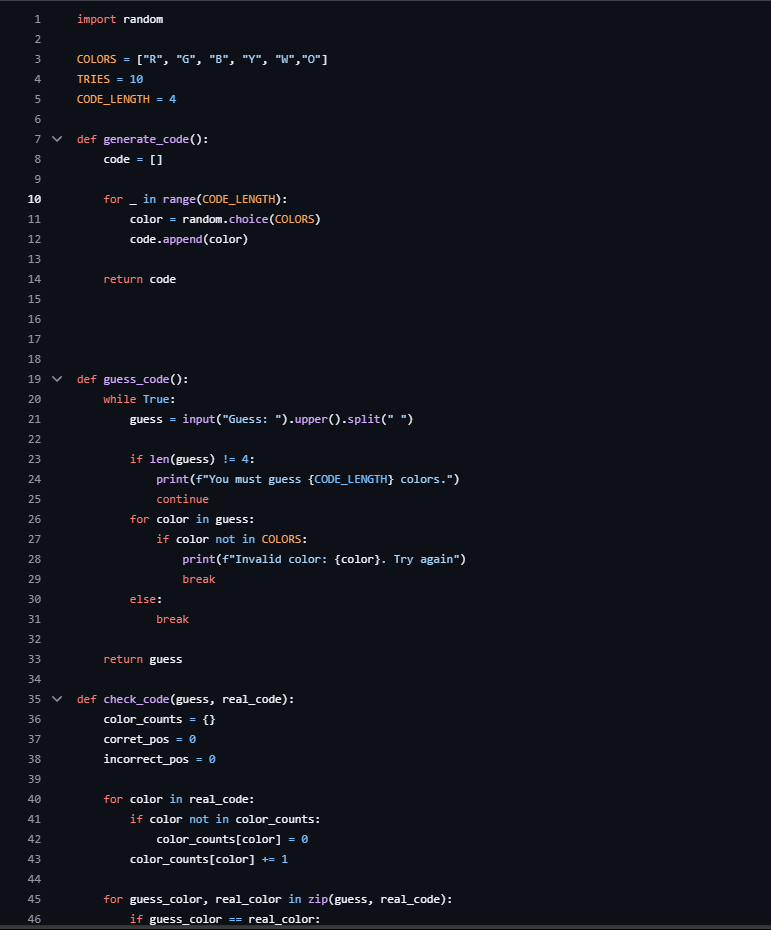 1 import random
2
3 COLORS = ["R", "G", "B", "Y", "W","O"]
4 TRIES = 10
5 CODE_LENGTH = 4
6
7 def generate_code():
8     code = []
9
10     for _ in range(CODE_LENGTH):
11         color = random.choice(COLORS)
12         code.append(color)
13
14     return code
15
16
17
18
19 def guess_code():
20     while True:
21         guess = input("Guess: ").upper().split(" ")
22
23         if len(guess) != 4:
24             print(f"You must guess {CODE_LENGTH} colors.")
25             continue
26         for color in guess:
27             if color not in COLORS:
28                 print(f"Invalid color: {color}. Try again")
29                 break
30         else:
31             break
32
33     return guess
34
35 def check_code(guess, real_code):
36     color_counts = {}
37     corret_pos = 0
38     incorrect_pos = 0
39
40     for color in real_code:
41         if color not in color_counts:
42             color_counts[color] = 0
43         color_counts[color] += 1
44
45     for guess_color, real_color in zip(guess, real_code):
46         if guess_color == real_color: